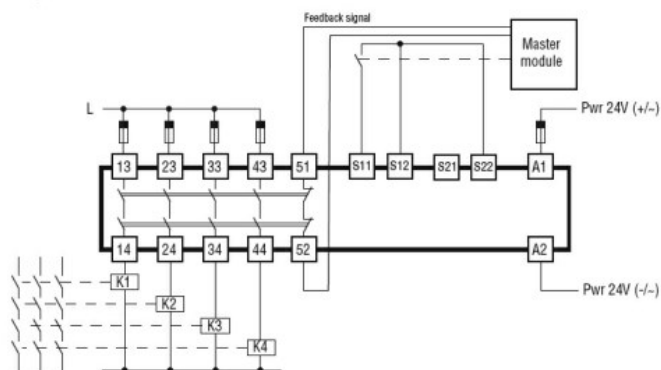 Feedback signal
Master
module
L
Pwr 24V (+/~)
13 23 33 43 51 S11 S12 S21 S22 A1
14 24 34 44 52 A2
K1
K2
Pwr 24V (-/~)
K3
K4